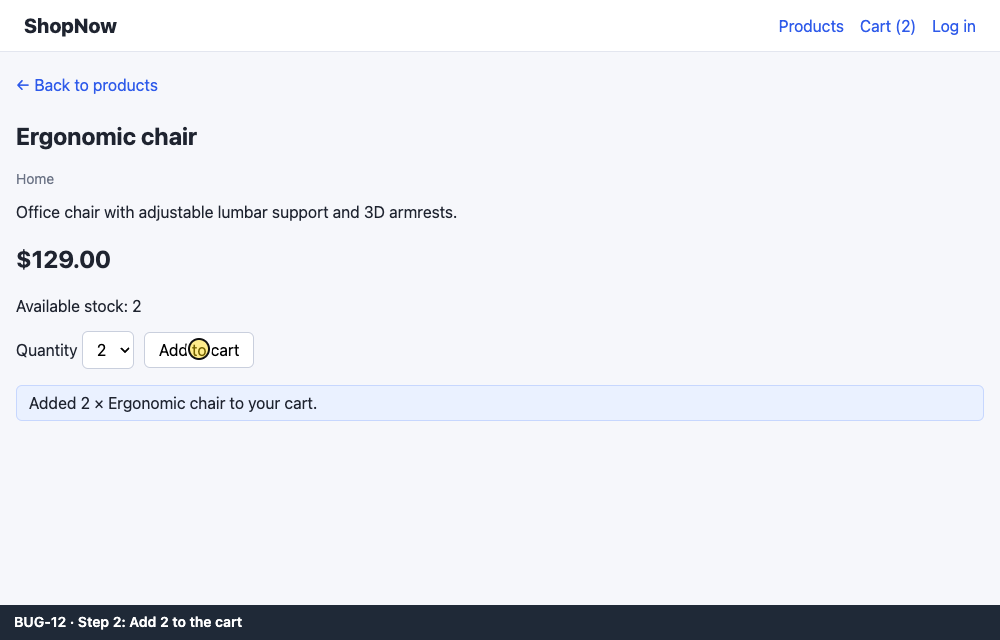 ShopNow
Products Cart (2) Log in
← Back to products
Ergonomic chair
Home
Office chair with adjustable lumbar support and 3D armrests.
$129.00
Available stock: 2
Quantity 2 Add to cart
Added 2 × Ergonomic chair to your cart.
BUG-12 · Step 2: Add 2 to the cart